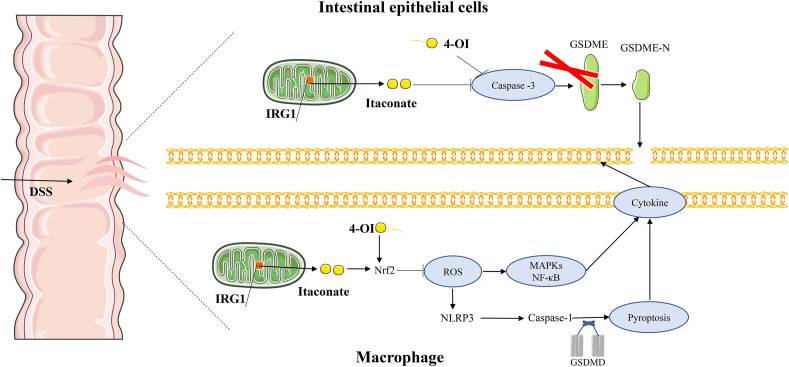 Intestinal epithelial cells
4-OI
GSDME
GSDME-N
Caspase -3
Itaconate
IRG1
DSS
Cytokine
4-OI
Nrf2
ROS
MAPKs
NF-κB
Itaconate
IRG1
NLRP3
Caspase-1
Pyroptosis
GSDMD
Macrophage